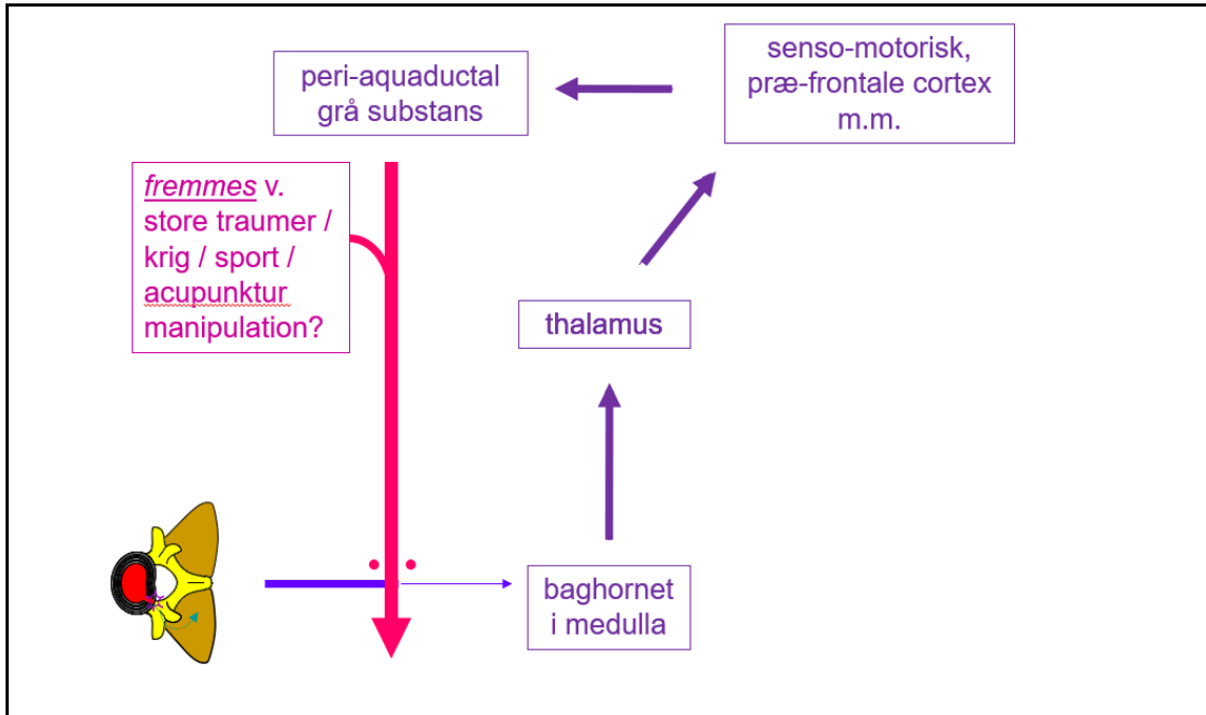 peri-aquaductal
grå substans
senso-motorisk,
præ-frontale cortex
m.m.
fremmes v.
store traumer /
krig / sport /
acupunktur
manipulation?
thalamus
baghornet
i medulla